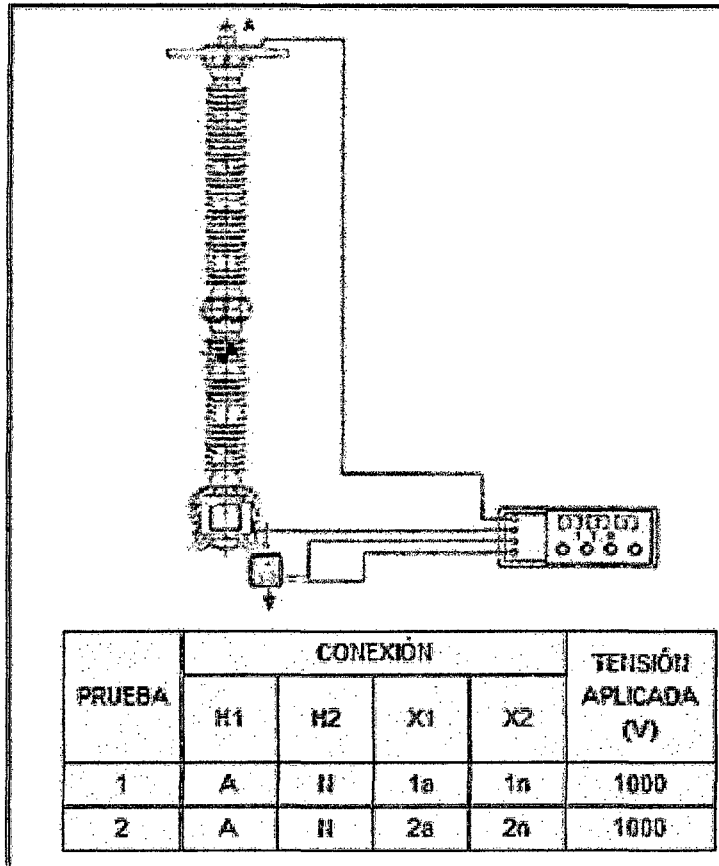 A
CONEXIÓN
PRUEBA H1 H2 X1 X2 TENSIÓN APLICADA (V)
1 A N 1a 1n 1000
2 A N 2a 2n 1000